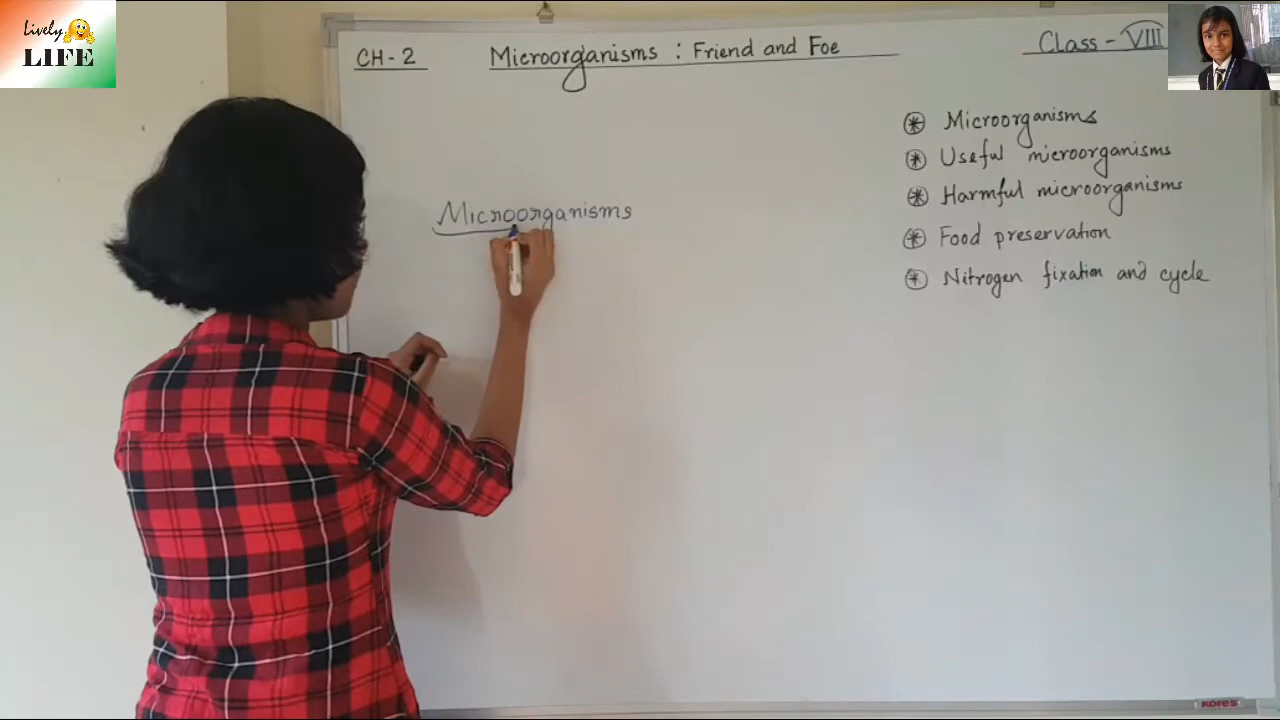 Lively
LIFE
CH - 2
Microorganisms : Friend and Foe
Class - VIII
Microorganisms
Useful microorganisms
Harmful microorganisms
Food preservation
Nitrogen fixation and cycle
Microorganisms
KORES